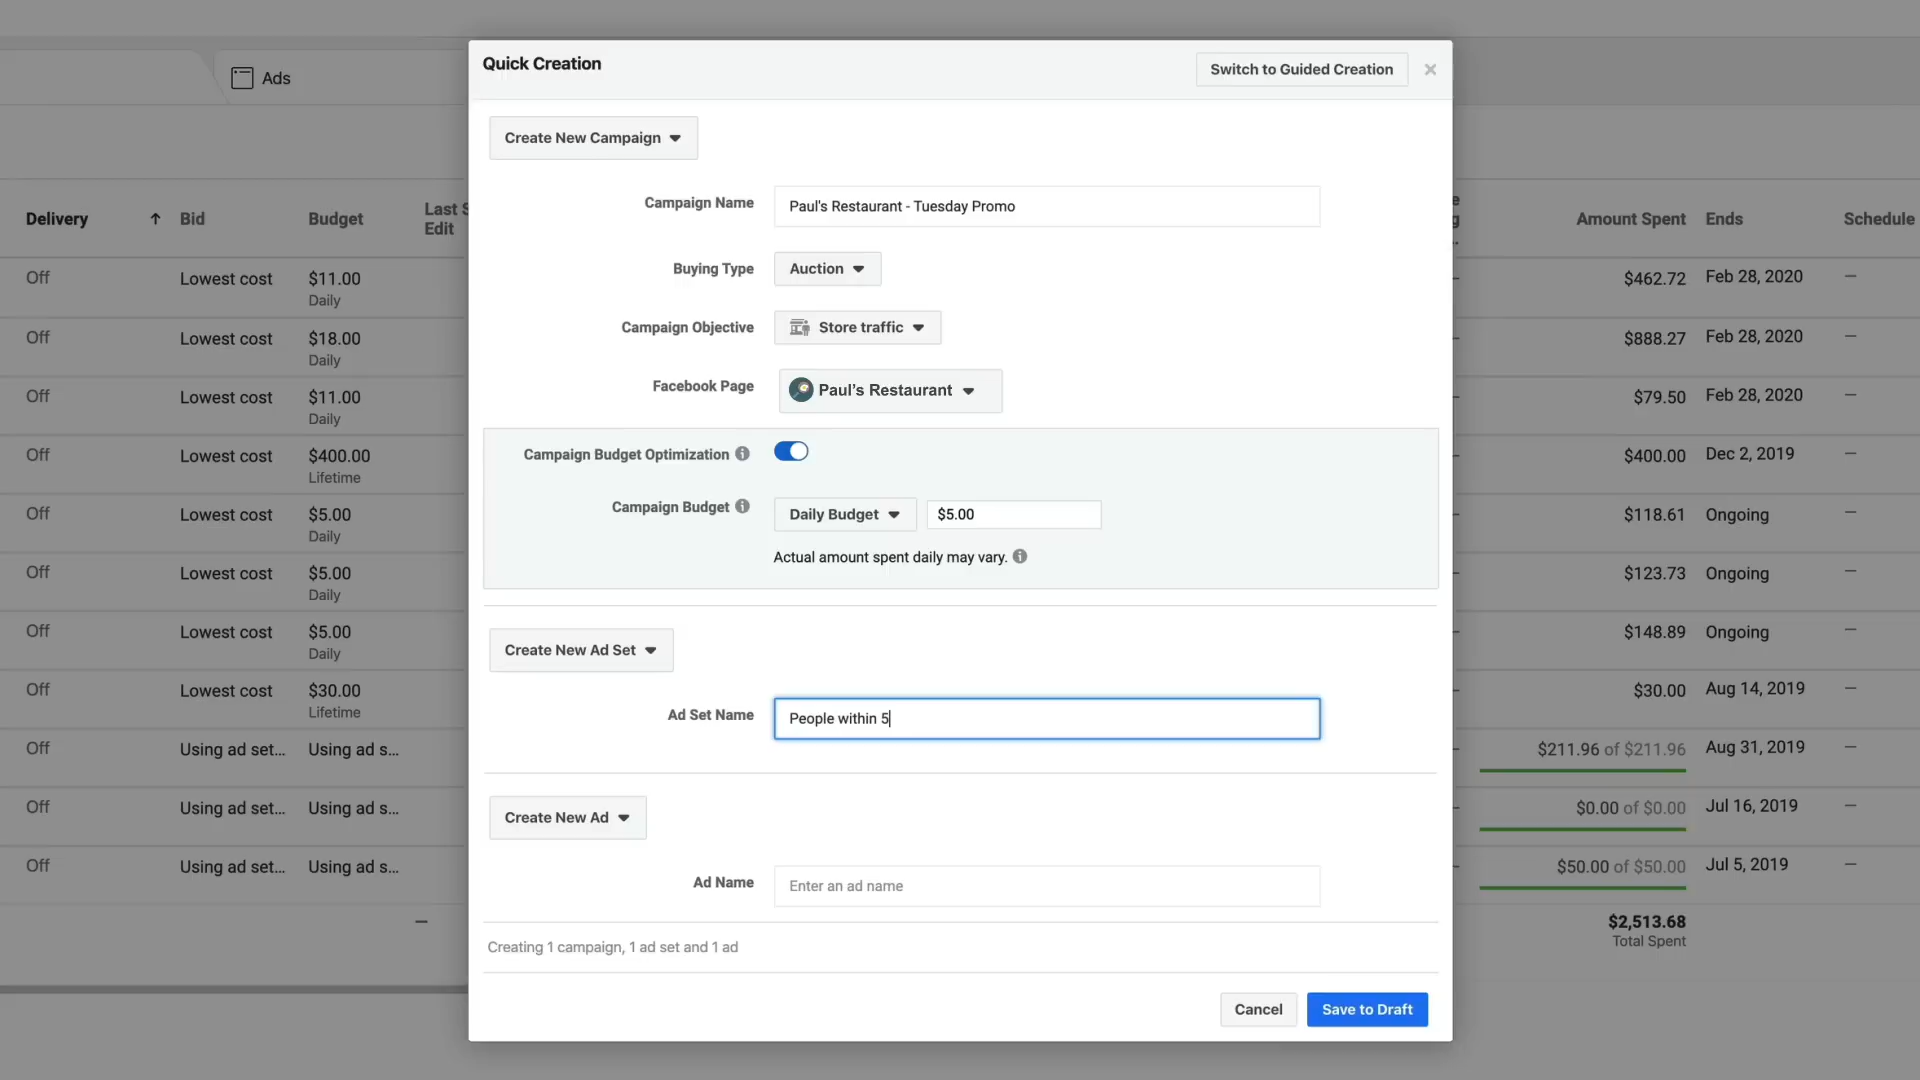 Quick Creation
Switch to Guided Creation
Ads
Create New Campaign
Campaign Name
Paul's Restaurant - Tuesday Promo
Buying Type
Auction
Campaign Objective
Store traffic
Facebook Page
Paul's Restaurant
Campaign Budget Optimization
Campaign Budget
Daily Budget
$5.00
Actual amount spent daily may vary.
Create New Ad Set
Ad Set Name
People within 5
Create New Ad
Ad Name
Enter an ad name
Creating 1 campaign, 1 ad set and 1 ad
Cancel
Save to Draft
Delivery Bid Budget Last S
Edit
Amount Spent Ends Schedule
Off Lowest cost $11.00 $462.72 Feb 28, 2020 —
Daily
Off Lowest cost $18.00 $888.27 Feb 28, 2020 —
Daily
Off Lowest cost $11.00 $79.50 Feb 28, 2020 —
Daily
Off Lowest cost $400.00 $400.00 Dec 2, 2019 —
Lifetime
Off Lowest cost $5.00 $118.61 Ongoing —
Daily
Off Lowest cost $5.00 $123.73 Ongoing —
Daily
Off Lowest cost $5.00 $148.89 Ongoing —
Daily
Off Lowest cost $30.00 $30.00 Aug 14, 2019 —
Lifetime
Off Using ad set... Using ad s... $211.96 of $211.96 Aug 31, 2019 —
Off Using ad set... Using ad s... $0.00 of $0.00 Jul 16, 2019 —
Off Using ad set... Using ad s... $50.00 of $50.00 Jul 5, 2019 —
— $2,513.68
Total Spent